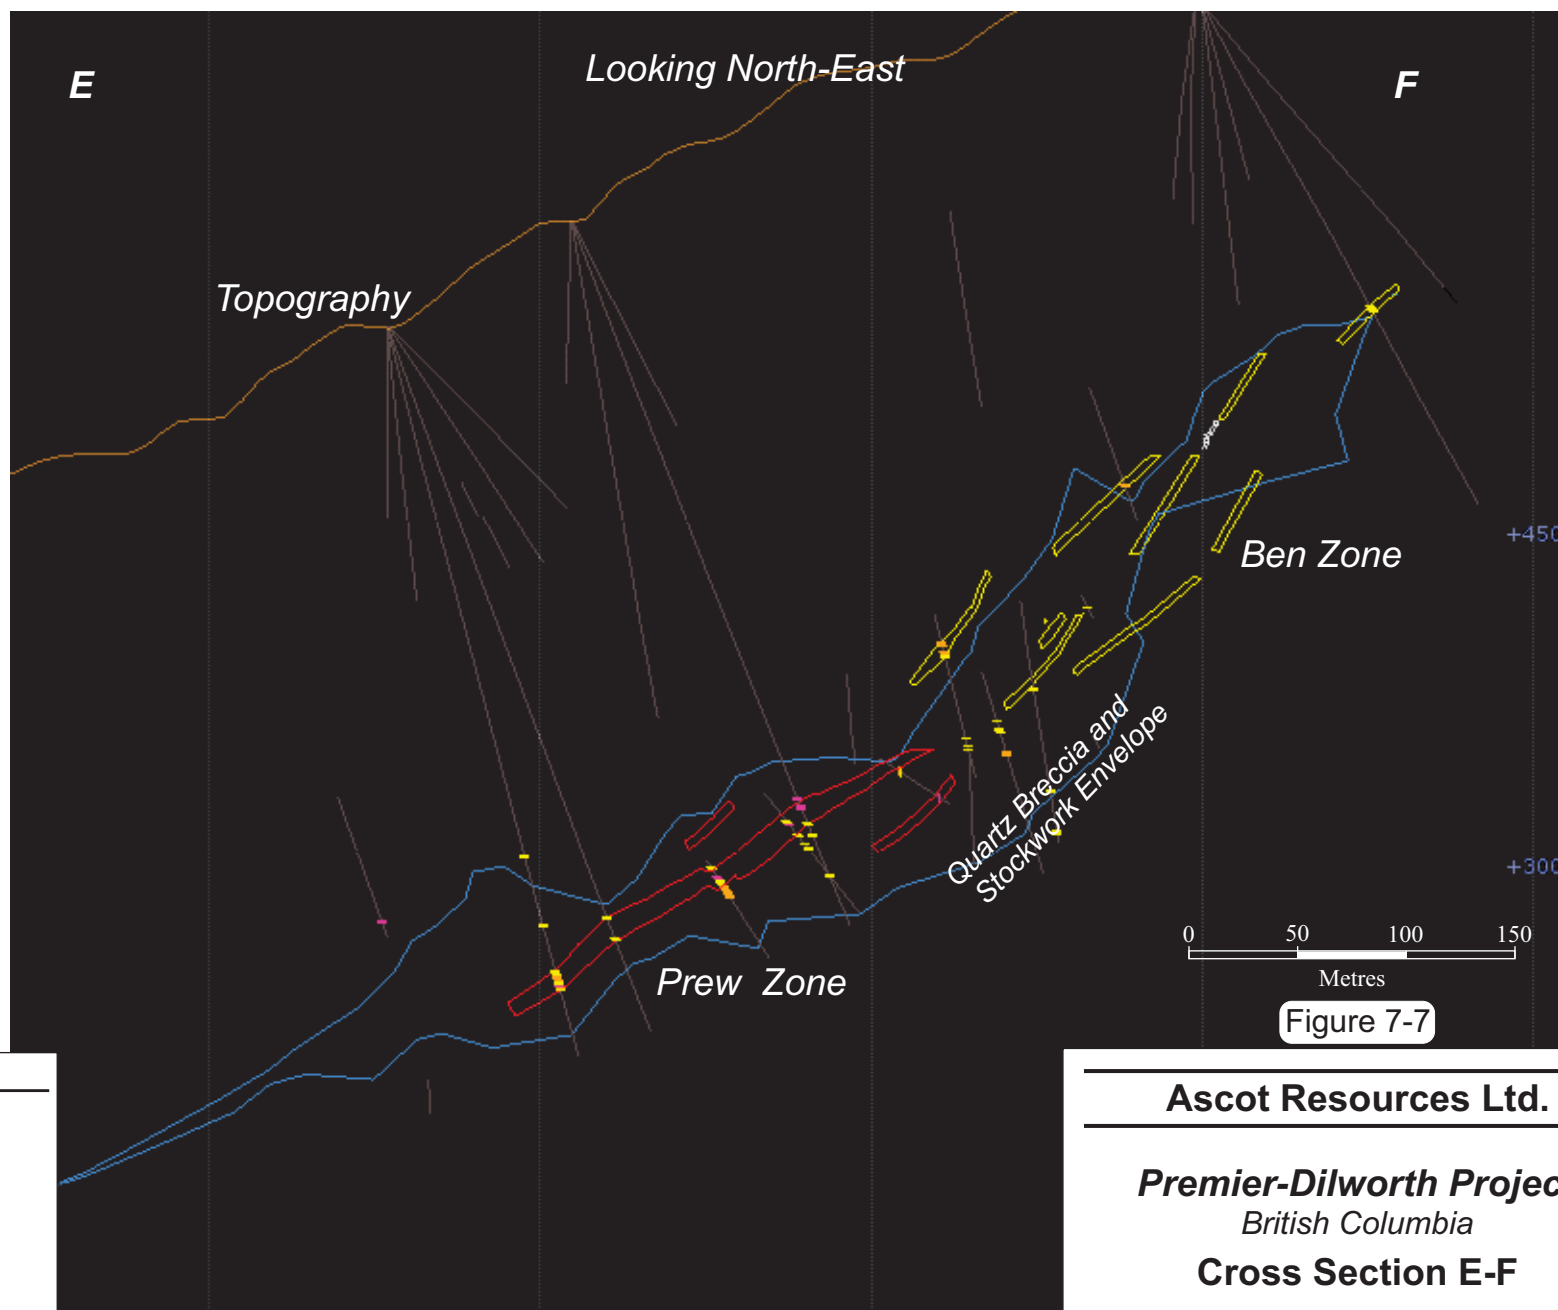 E
Looking North-East
F
Topography
+450
Ben Zone
Quartz Breccia and
Stockwork Envelope
+300
0 50 100 150
Metres
Prew Zone
Figure 7-7
Ascot Resources Ltd.
Premier-Dilworth Projec
British Columbia
Cross Section E-F